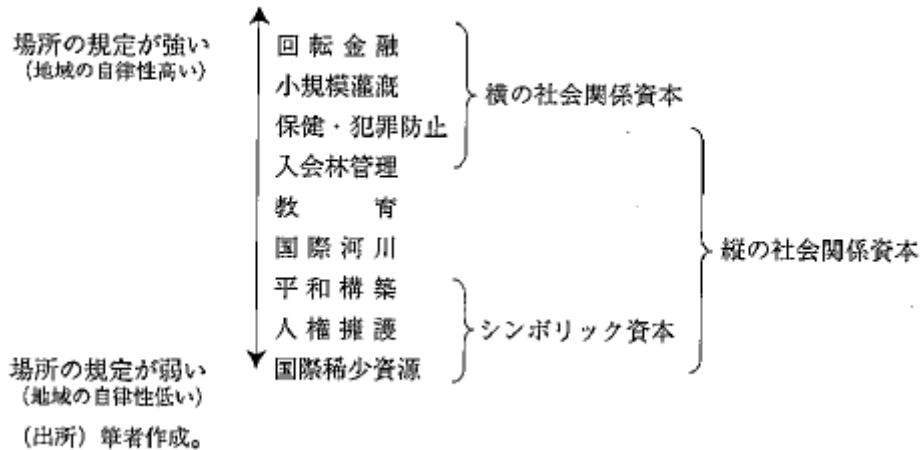 場所の規定が強い
(地域の自律性高い)
回転金融
小規模灌漑
保健・犯罪防止
入会林管理
教育
国際河川
平和構築
人権擁護
国際稀少資源
横の社会関係資本
縦の社会関係資本
シンボリック資本
場所の規定が弱い
(地域の自律性低い)
(出所) 筆者作成。